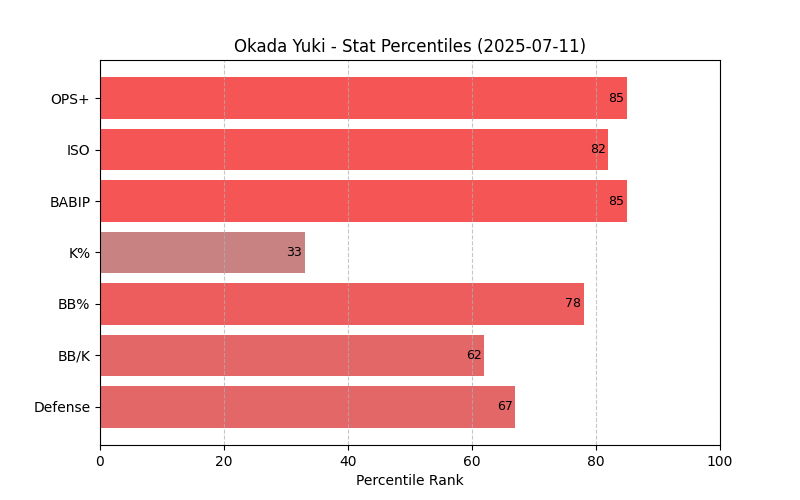 Okada Yuki - Stat Percentiles (2025-07-11)
OPS+ 85
ISO 82
BABIP 85
K% 33
BB% 78
BB/K 62
Defense 67
0 20 40 60 80 100
Percentile Rank